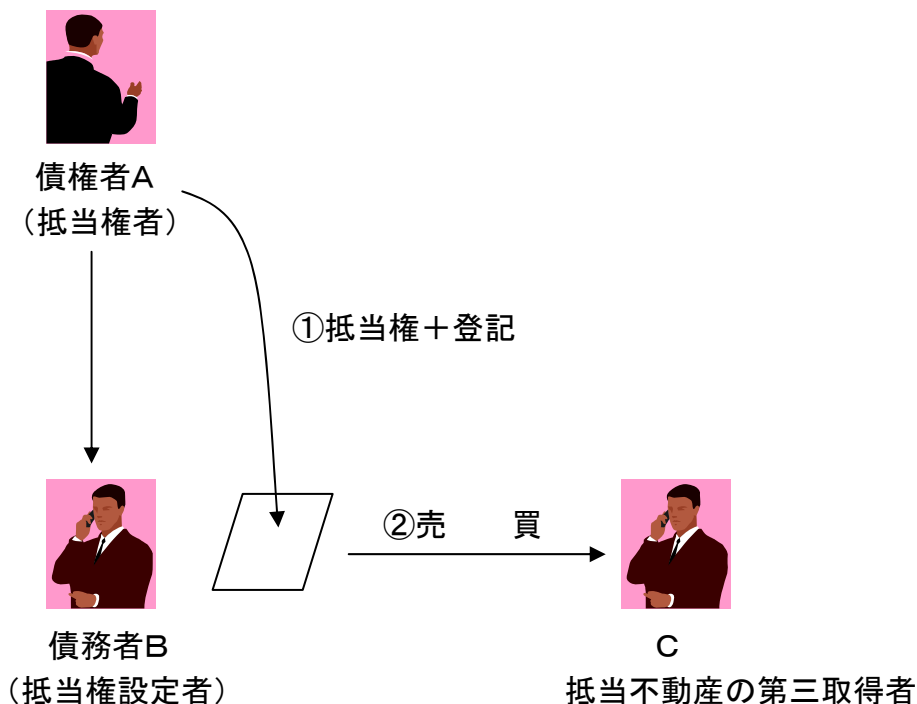 債権者A
（抵当権者）
①抵当権＋登記
②売　　買
債務者B
（抵当権設定者）
C
抵当不動産の第三取得者